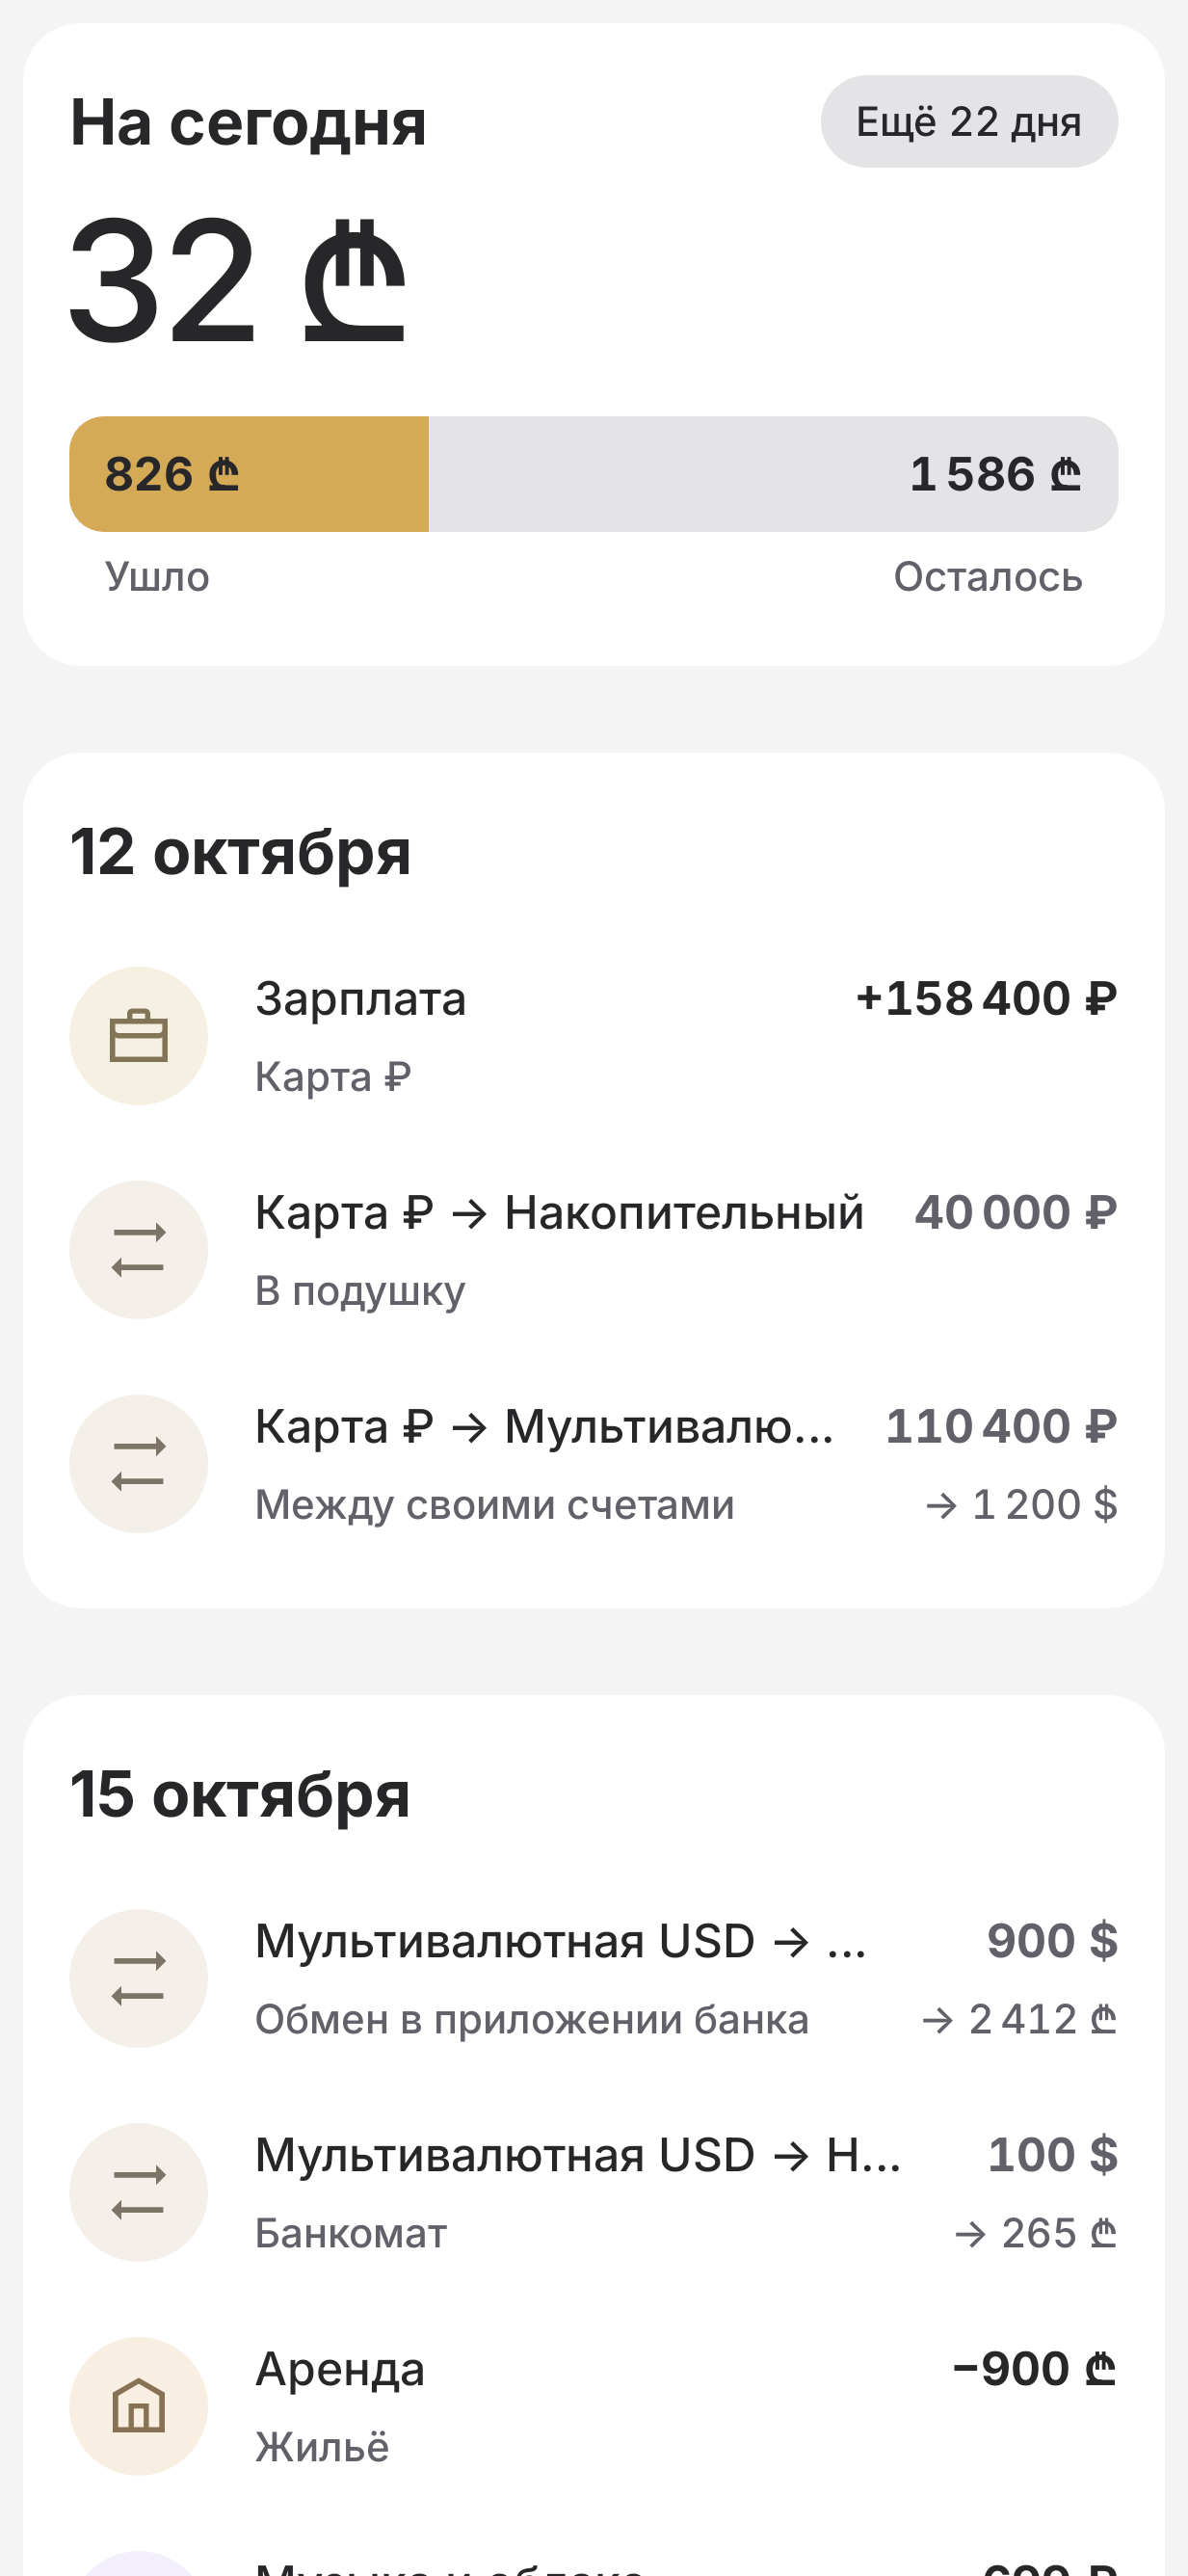 На сегодня
Ещё 22 дня
32 ₾
826 ₾
1 586 ₾
Ушло
Осталось
12 октября
Зарплата
+158 400 ₽
Карта ₽
Карта ₽ → Накопительный
40 000 ₽
В подушку
Карта ₽ → Мультивалю...
110 400 ₽
Между своими счетами
→ 1 200 $
15 октября
Мультивалютная USD → ...
900 $
Обмен в приложении банка
→ 2 412 ₾
Мультивалютная USD → Н...
100 $
Банкомат
→ 265 ₾
Аренда
−900 ₾
Жильё